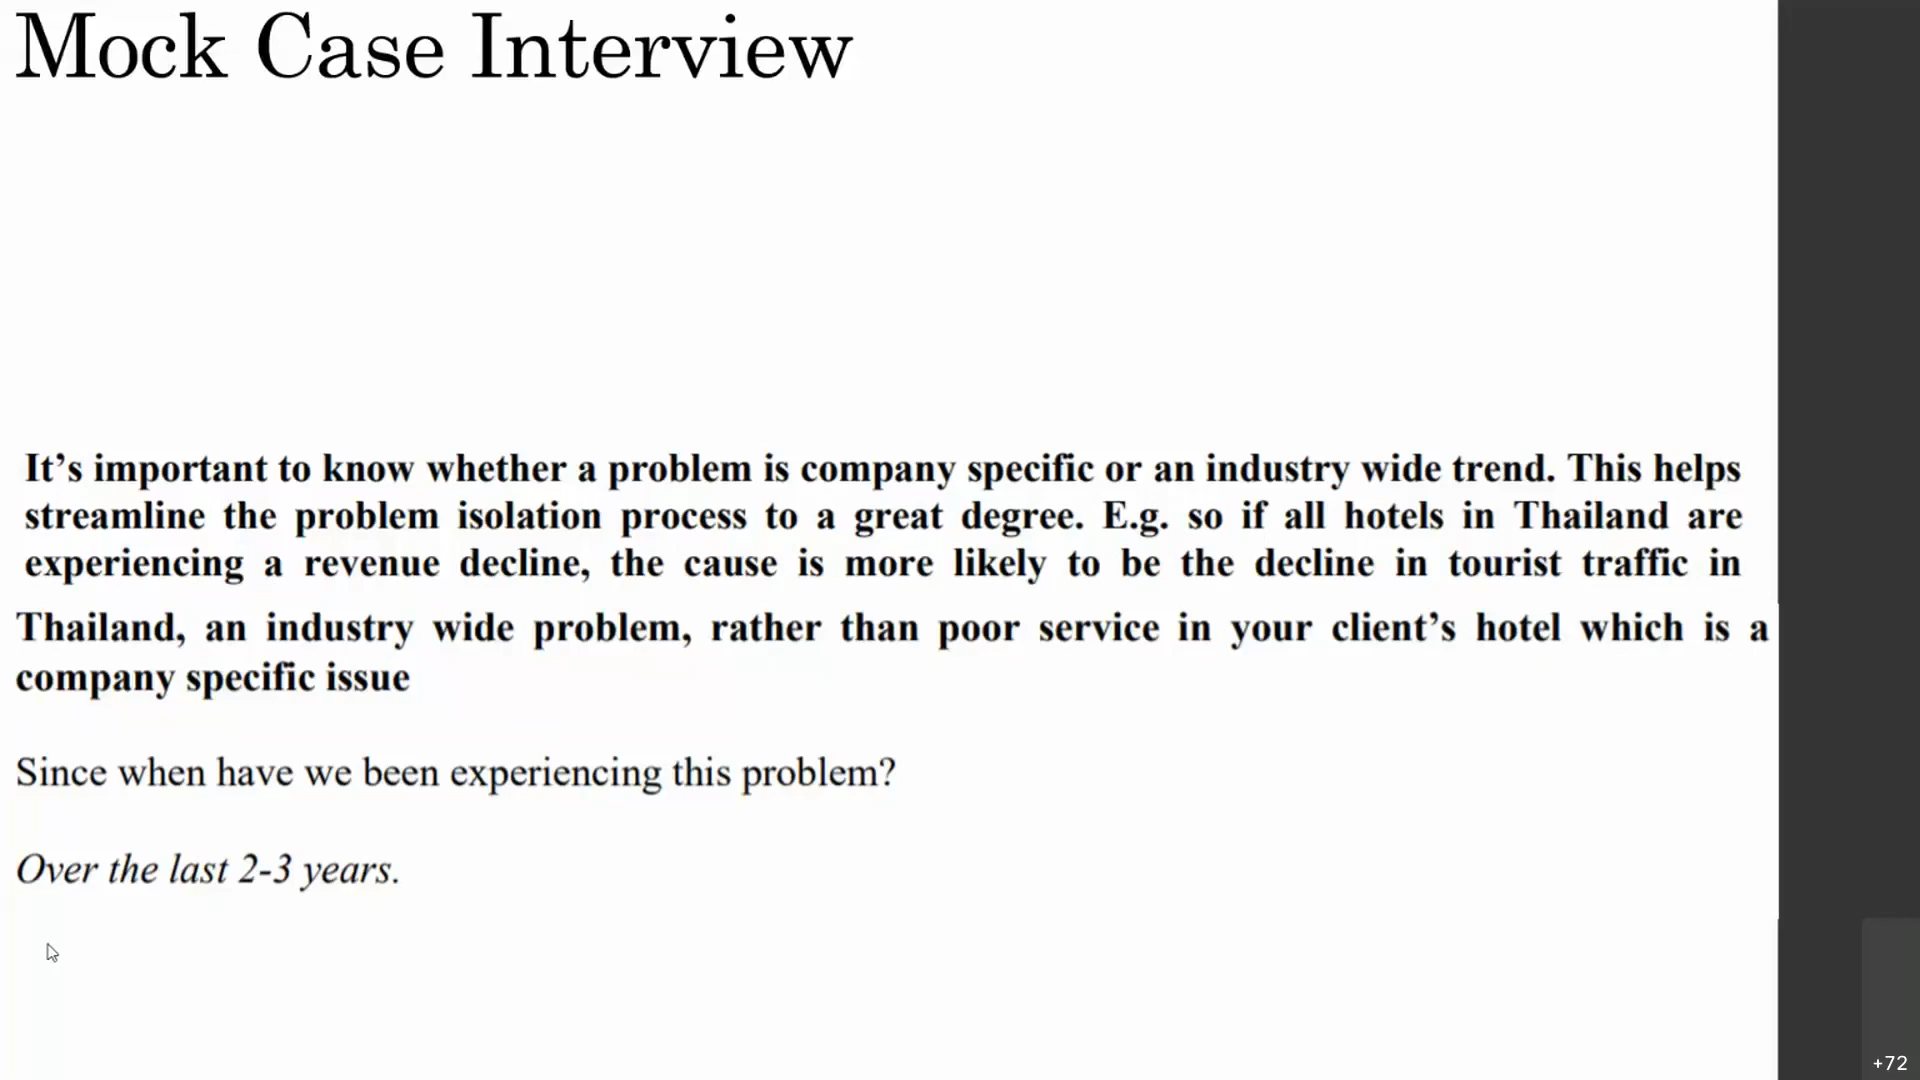 Mock Case Interview
It’s important to know whether a problem is company specific or an industry wide trend. This helps
streamline the problem isolation process to a great degree. E.g. so if all hotels in Thailand are
experiencing a revenue decline, the cause is more likely to be the decline in tourist traffic in
Thailand, an industry wide problem, rather than poor service in your client’s hotel which is a
company specific issue
Since when have we been experiencing this problem?
Over the last 2-3 years.
+72